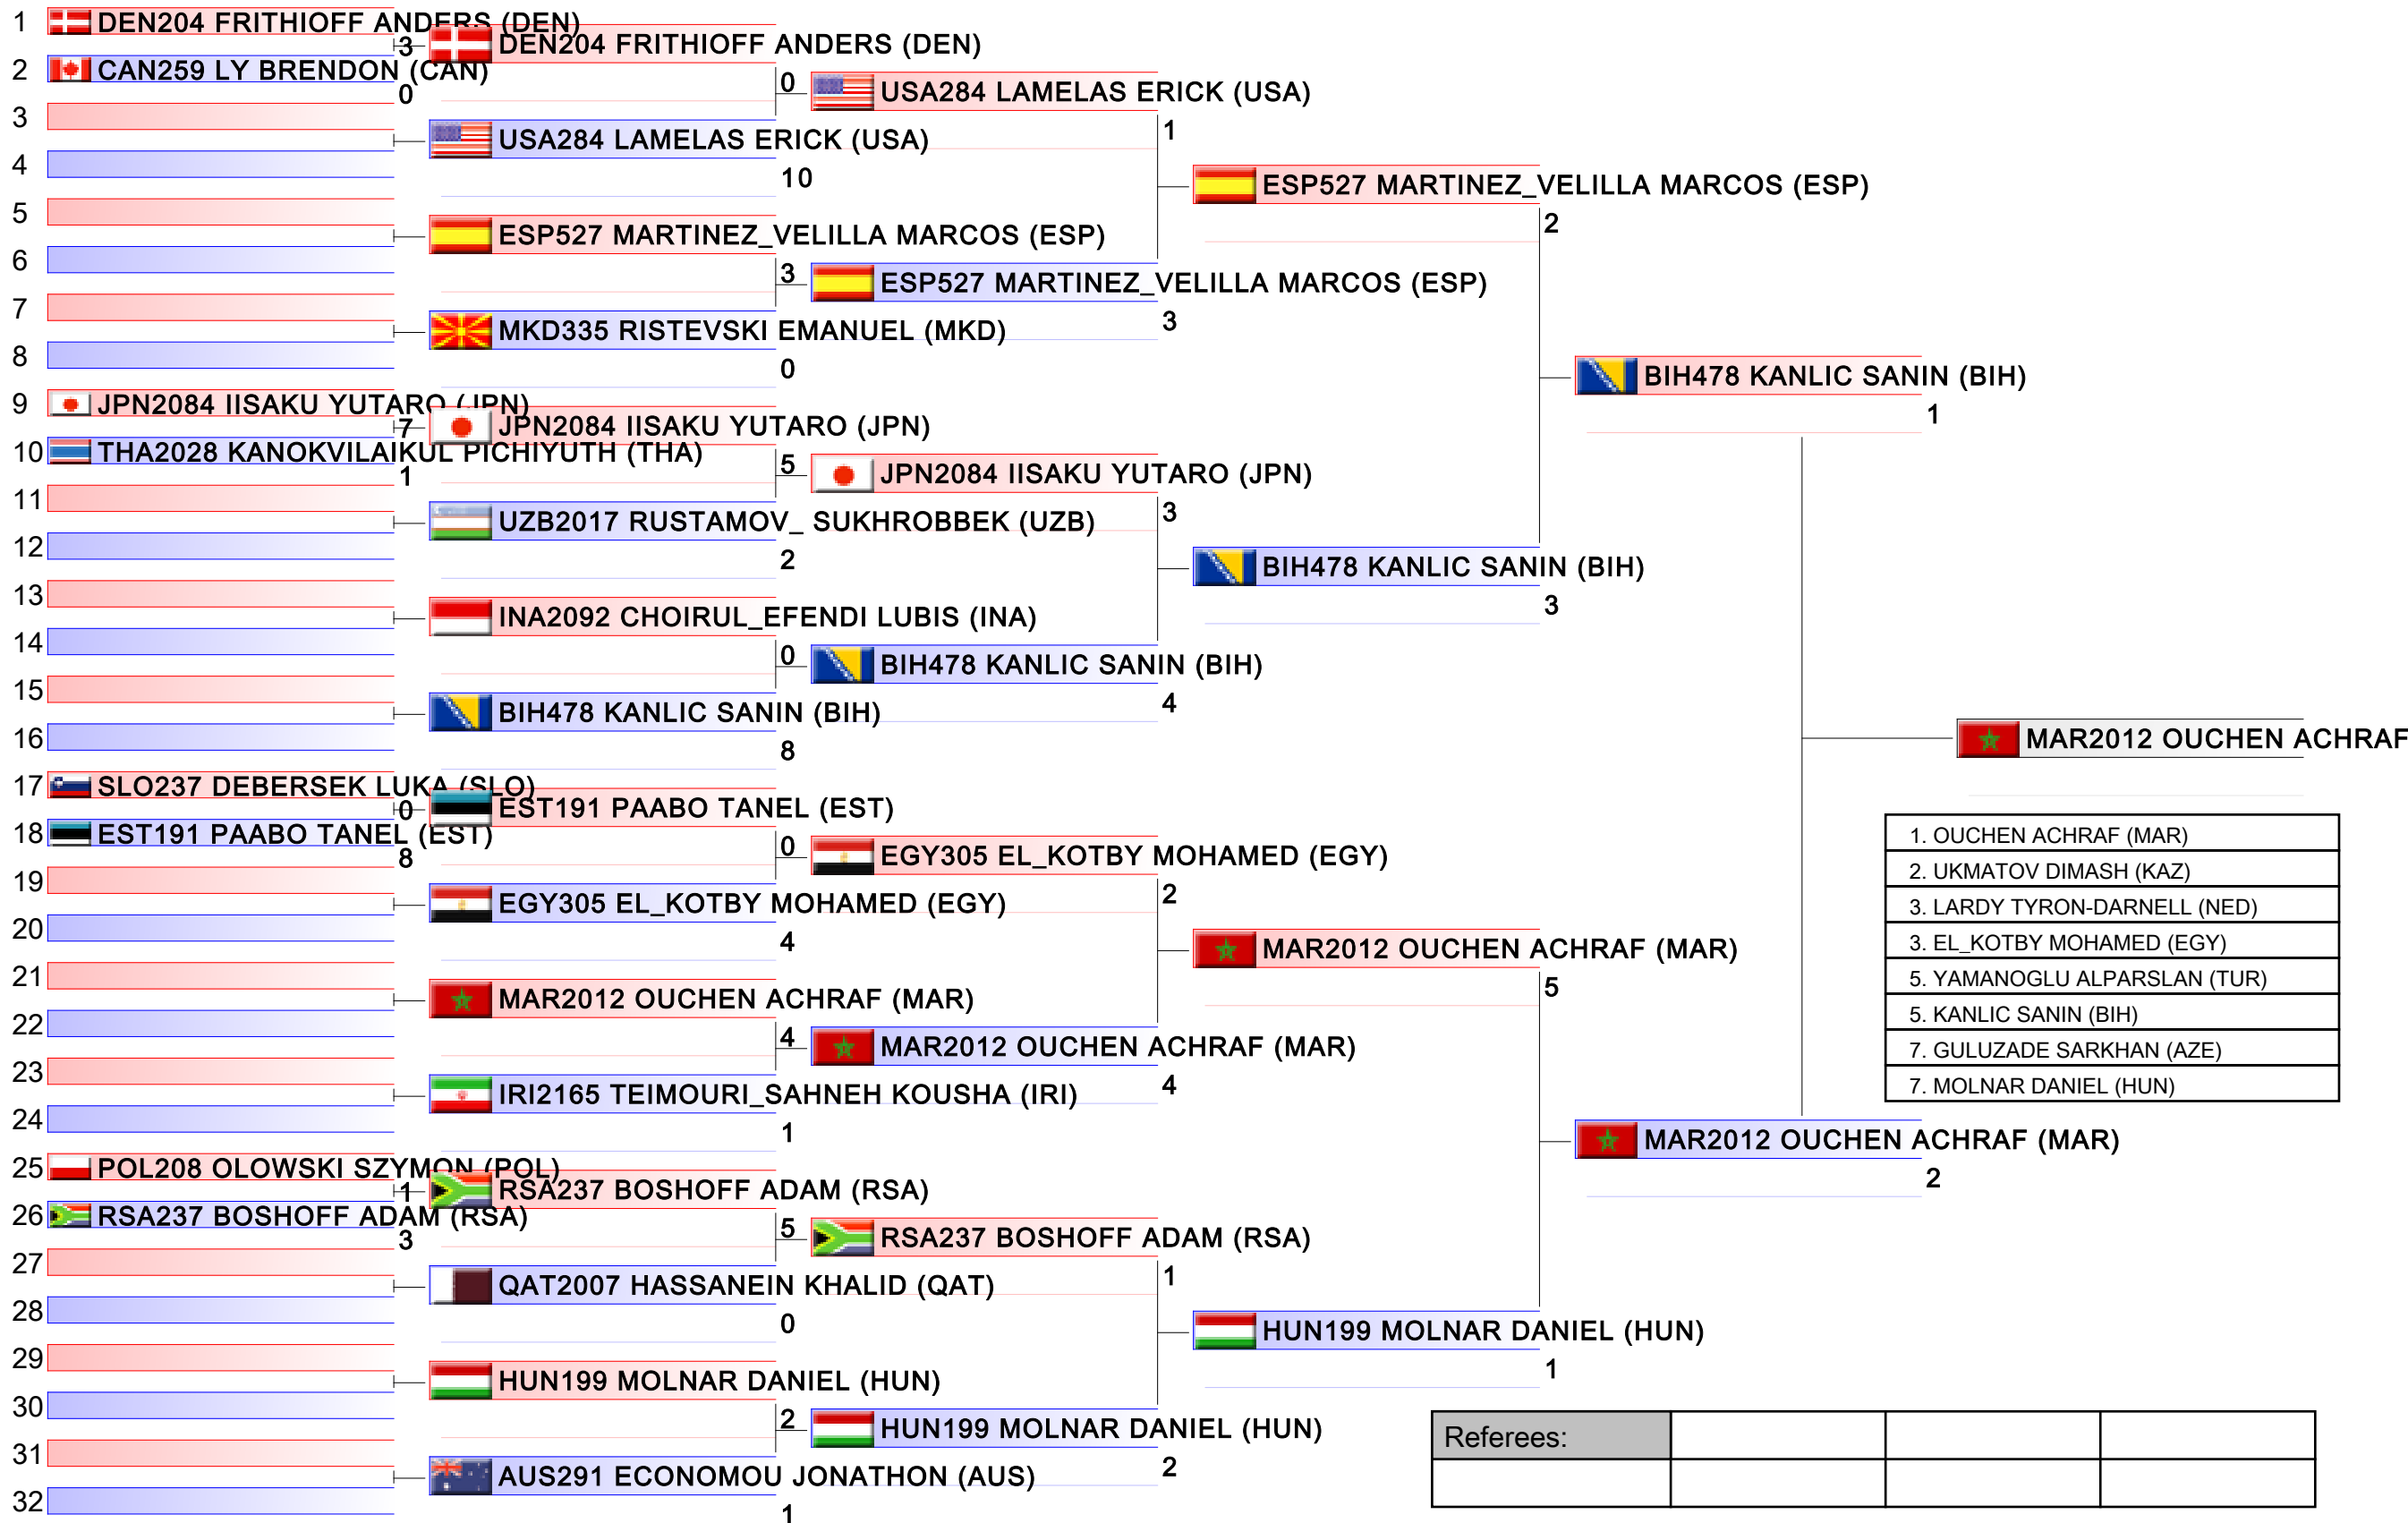 1 DEN204 FRITHIOFF ANDERS (DEN)
3
DEN204 FRITHIOFF ANDERS (DEN)
2 CAN259 LY BRENDON (CAN)
0
0
USA284 LAMELAS ERICK (USA)
3
1
USA284 LAMELAS ERICK (USA)
4
10
ESP527 MARTINEZ_VELILLA MARCOS (ESP)
5
2
ESP527 MARTINEZ_VELILLA MARCOS (ESP)
6
3
ESP527 MARTINEZ_VELILLA MARCOS (ESP)
7
3
MKD335 RISTEVSKI EMANUEL (MKD)
8
0
BIH478 KANLIC SANIN (BIH)
1
9 JPN2084 IISAKU YUTARO (JPN)
7
JPN2084 IISAKU YUTARO (JPN)
10 THA2028 KANOKVILAIKUL PICHIYUTH (THA)
1
5
JPN2084 IISAKU YUTARO (JPN)
11
3
UZB2017 RUSTAMOV_ SUKHROBBEK (UZB)
12
2
BIH478 KANLIC SANIN (BIH)
13
3
INA2092 CHOIRUL_EFENDI LUBIS (INA)
14
0
BIH478 KANLIC SANIN (BIH)
15
4
BIH478 KANLIC SANIN (BIH)
16
8
MAR2012 OUCHEN ACHRAF
17 SLO237 DEBERSEK LUKA (SLO)
0
EST191 PAABO TANEL (EST)
18 EST191 PAABO TANEL (EST)
8
0
EGY305 EL_KOTBY MOHAMED (EGY)
19
2
EGY305 EL_KOTBY MOHAMED (EGY)
20
4
MAR2012 OUCHEN ACHRAF (MAR)
21
5
MAR2012 OUCHEN ACHRAF (MAR)
22
4
MAR2012 OUCHEN ACHRAF (MAR)
23
4
IRI2165 TEIMOURI_SAHNEH KOUSHA (IRI)
24
1
1. OUCHEN ACHRAF (MAR)
2. UKMATOV DIMASH (KAZ)
3. LARDY TYRON-DARNELL (NED)
3. EL_KOTBY MOHAMED (EGY)
5. YAMANOGLU ALPARSLAN (TUR)
5. KANLIC SANIN (BIH)
7. GULUZADE SARKHAN (AZE)
7. MOLNAR DANIEL (HUN)
MAR2012 OUCHEN ACHRAF (MAR)
2
25 POL208 OLOWSKI SZYMON (POL)
1
RSA237 BOSHOFF ADAM (RSA)
26 RSA237 BOSHOFF ADAM (RSA)
3
5
RSA237 BOSHOFF ADAM (RSA)
27
1
QAT2007 HASSANEIN KHALID (QAT)
28
0
HUN199 MOLNAR DANIEL (HUN)
29
1
HUN199 MOLNAR DANIEL (HUN)
30
2
HUN199 MOLNAR DANIEL (HUN)
31
2
AUS291 ECONOMOU JONATHON (AUS)
32
1
Referees: